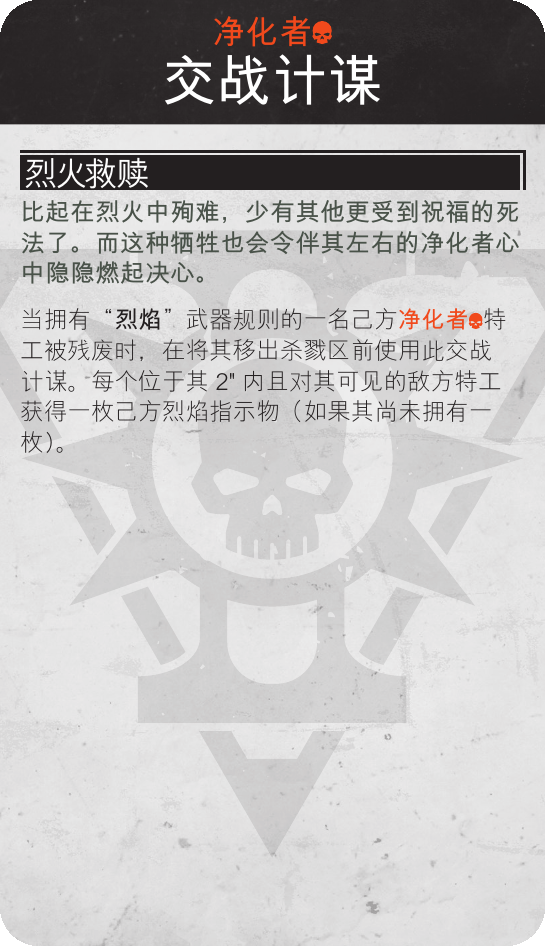 净化者
交战计谋
烈火救赎
比起在烈火中殉难，少有其他更受到祝福的死
法了。而这种牺牲也会令伴其左右的净化者心
中隐隐燃起决心。
当拥有“烈焰”武器规则的一名己方净化者特
工被残废时，在将其移出杀戮区前使用此交战
计谋。每个位于其 2" 内且对其可见的敌方特工
获得一枚己方烈焰指示物（如果其尚未拥有一
枚）。